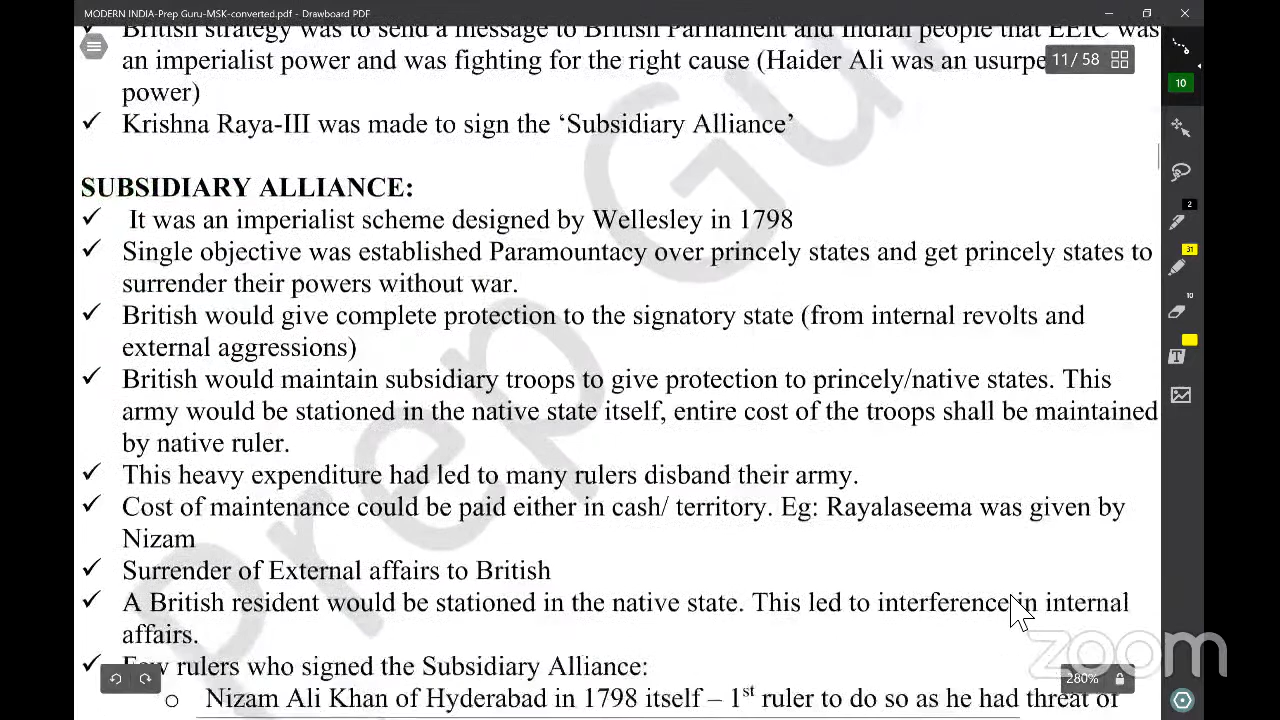 MODERN INDIA-Prep Guru-MSK-converted.pdf - Drawboard PDF
British strategy was to send a message to British Parliament and Indian people that EEIC was
11 / 58
an imperialist power and was fighting for the right cause (Haider Ali was an
power)
10
✓ Krishna Raya-III was made to sign the ‘Subsidiary Alliance’
SUBSIDIARY ALLIANCE:
2
✓ It was an imperialist scheme designed by Wellesley in 1798
✓ Single objective was established Paramountacy over princely states and get princely states to
31
surrender their powers without war.
10
✓ British would give complete protection to the signatory state (from internal revolts and
external aggressions)
T
✓ British would maintain subsidiary troops to give protection to princely/native states. This
army would be stationed in the native state itself, entire cost of the troops shall be maintained
by native ruler.
✓ This heavy expenditure had led to many rulers disband their army.
✓ Cost of maintenance could be paid either in cash/ territory. Eg: Rayalaseema was given by
Nizam
✓ Surrender of External affairs to British
✓ A British resident would be stationed in the native state. This led to interference in internal
affairs.
zoom
✓ Few rulers who signed the Subsidiary Alliance:
280%
o Nizam Ali Khan of Hyderabad in 1798 itself – 1st ruler to do so as he had threat of
Prep Gu